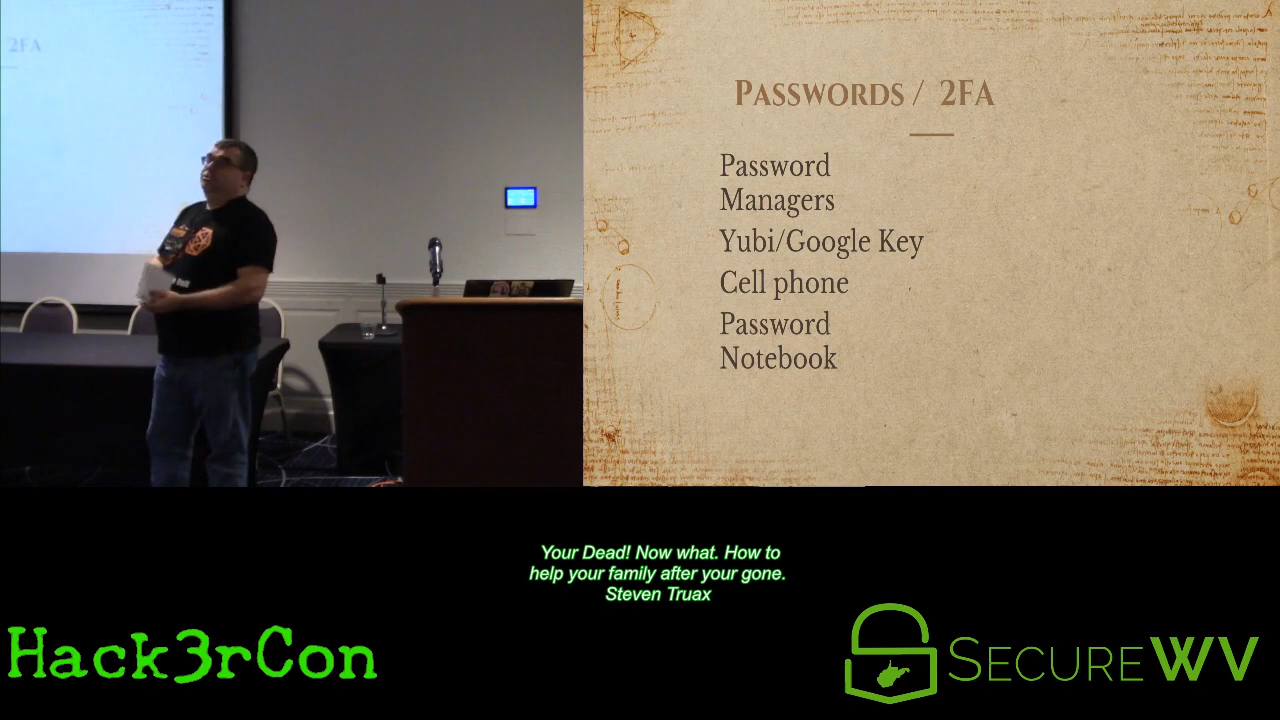 2FA
PASSWORDS / 2FA
Password
Managers
Yubi/Google Key
Cell phone
Password
Notebook
Your Dead! Now what. How to
help your family after your gone.
Steven Truax
Hack3rCon
SECUREWV